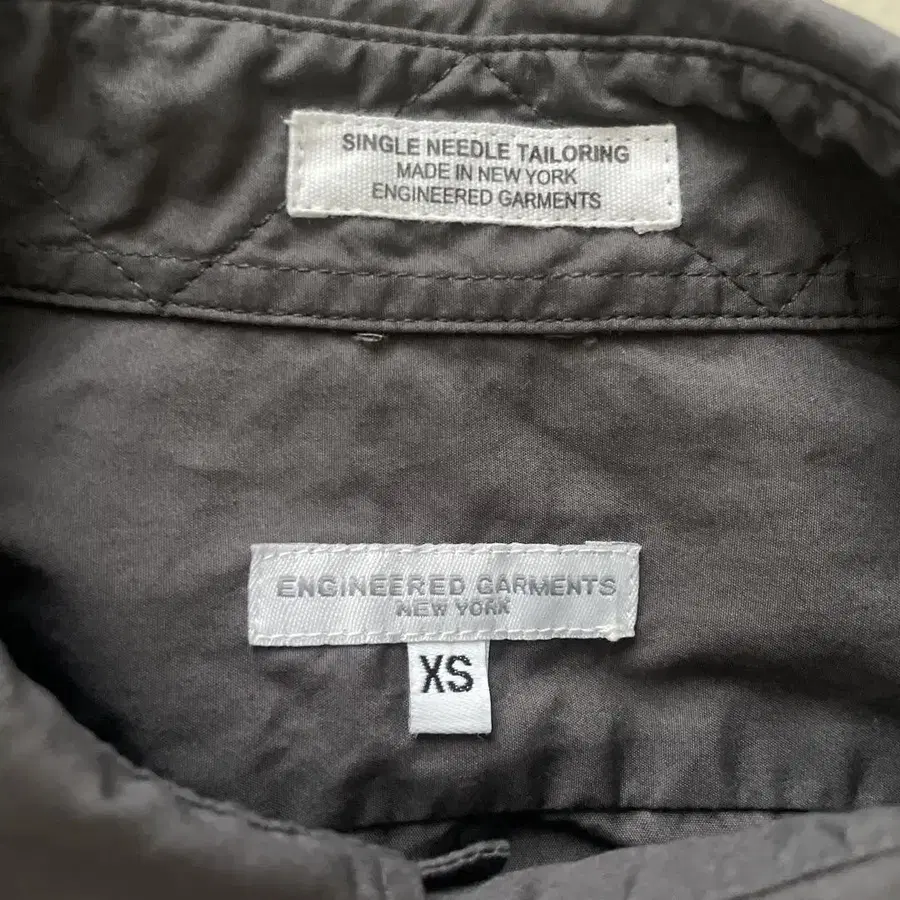 SINGLE NEEDLE TAILORING
MADE IN NEW YORK
ENGINEERED GARMENTS
ENGINEERED GARMENTS
NEW YORK
XS